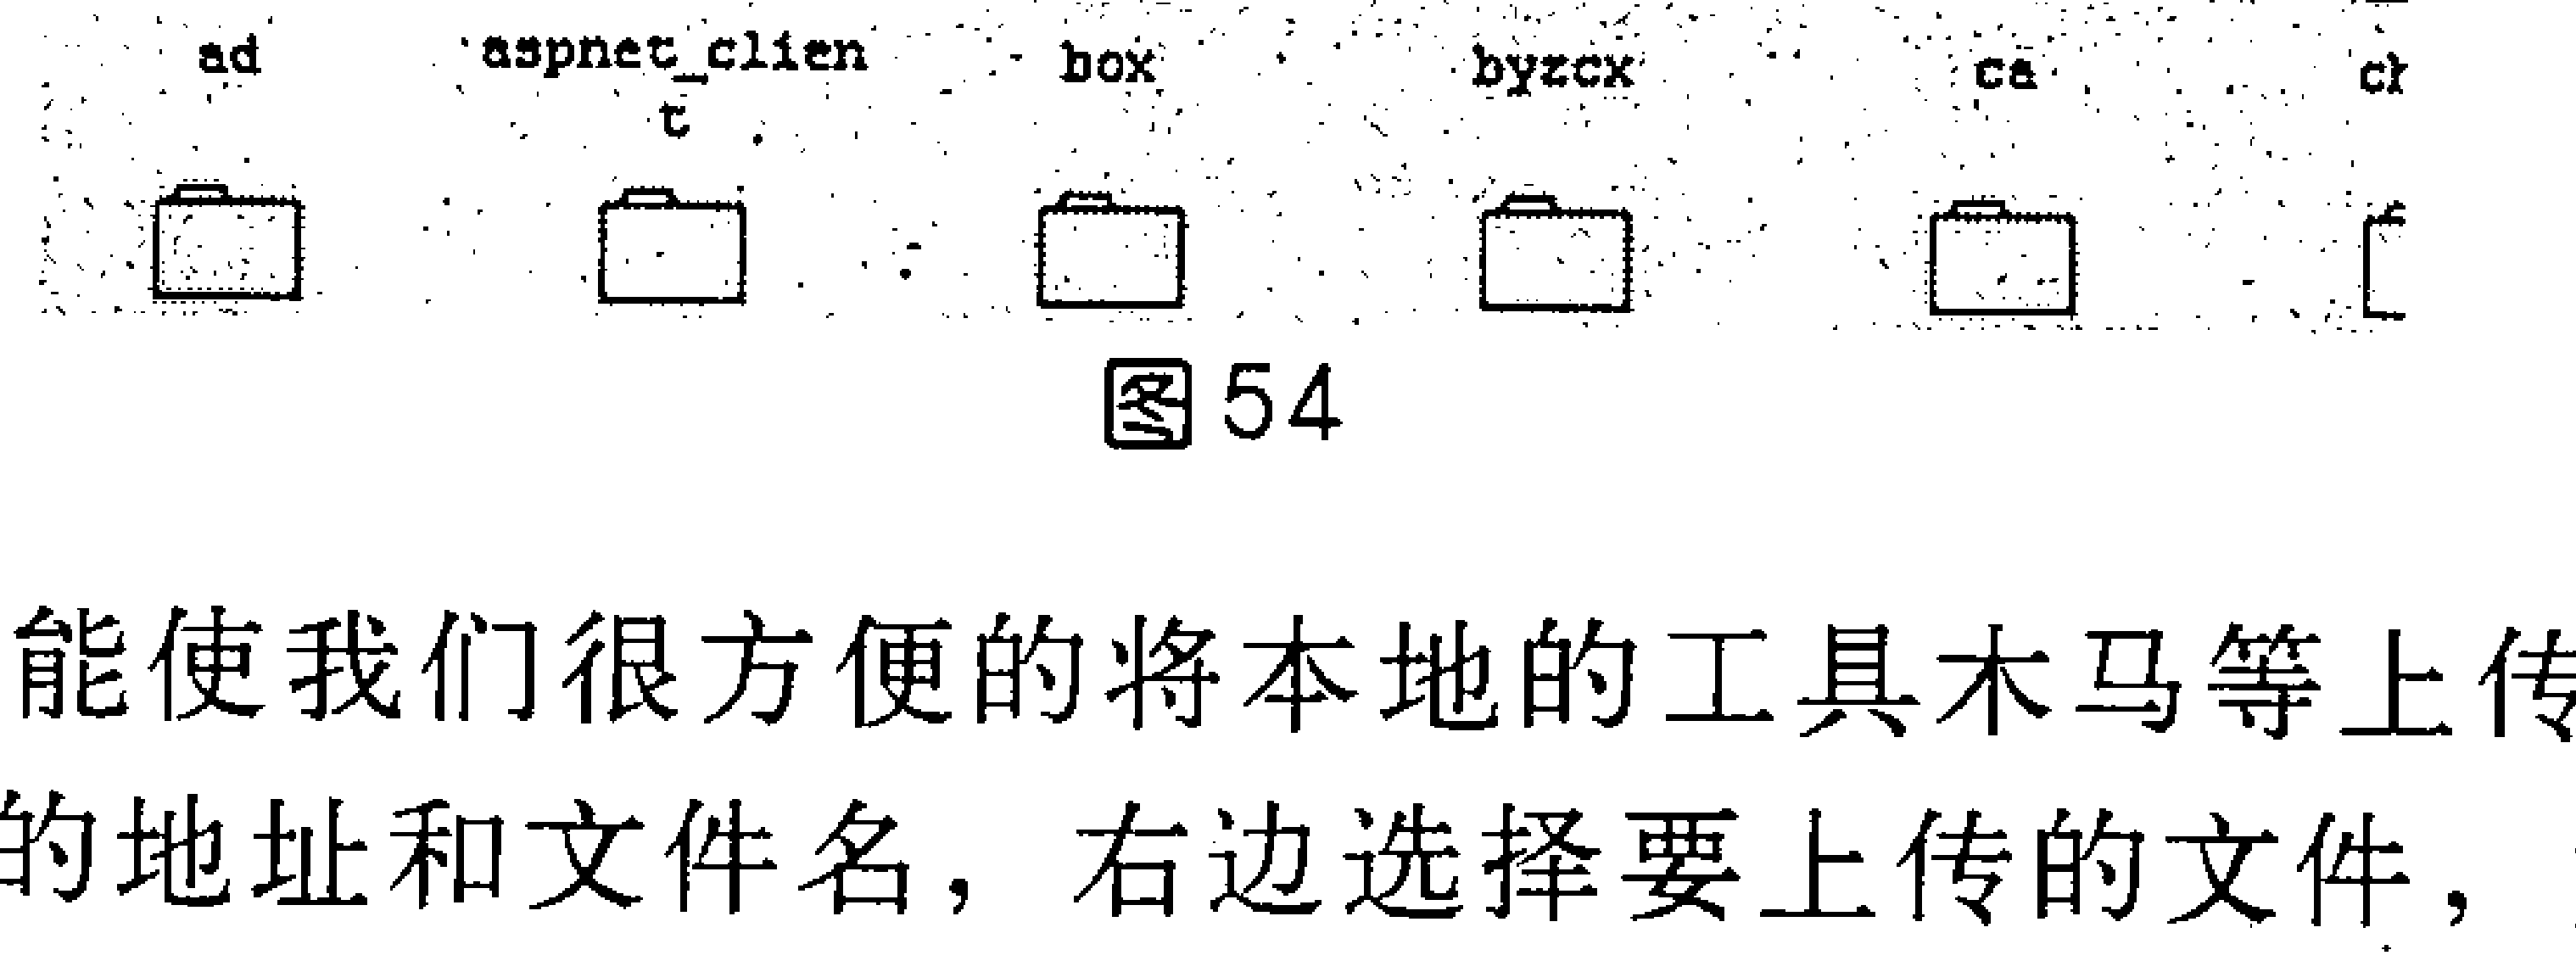 ad aspnet_clien box byzcx ca
t
图 54
能使我们很方便的将本地的工具木马等上传
的地址和文件名，右边选择要上传的文件，